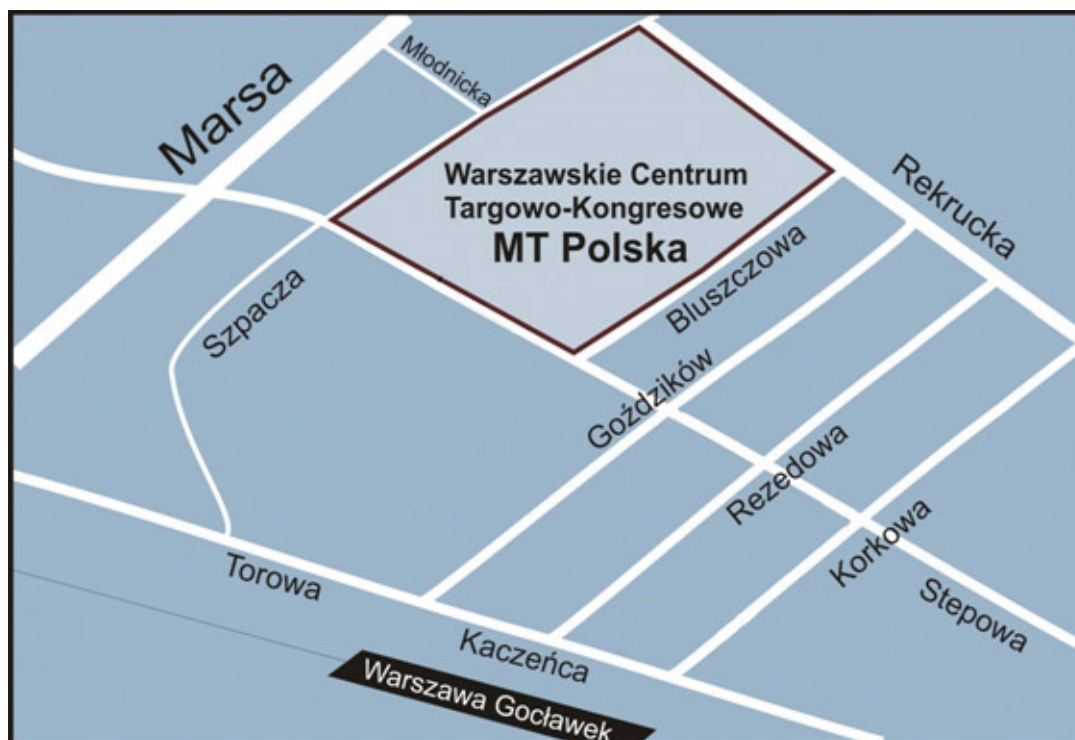 Młodnicka
Marsa
Warszawskie Centrum
Targowo-Kongresowe
MT Polska
Rekrucka
Szpacza
Bluszczowa
Goździków
Rezedowa
Korkowa
Stepowa
Torowa
Kaczeńca
Warszawa Gocławek